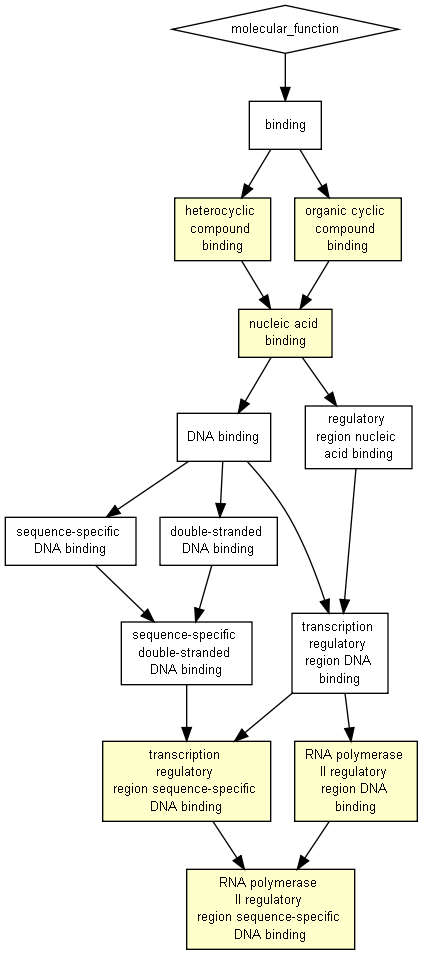 molecular_function
binding
heterocyclic
compound
binding
organic cyclic
compound
binding
nucleic acid
binding
DNA binding
regulatory
region nucleic
acid binding
sequence-specific
DNA binding
double-stranded
DNA binding
sequence-specific
double-stranded
DNA binding
transcription
regulatory
region DNA
binding
transcription
regulatory
region sequence-specific
DNA binding
RNA polymerase
II regulatory
region DNA
binding
RNA polymerase
II regulatory
region sequence-specific
DNA binding